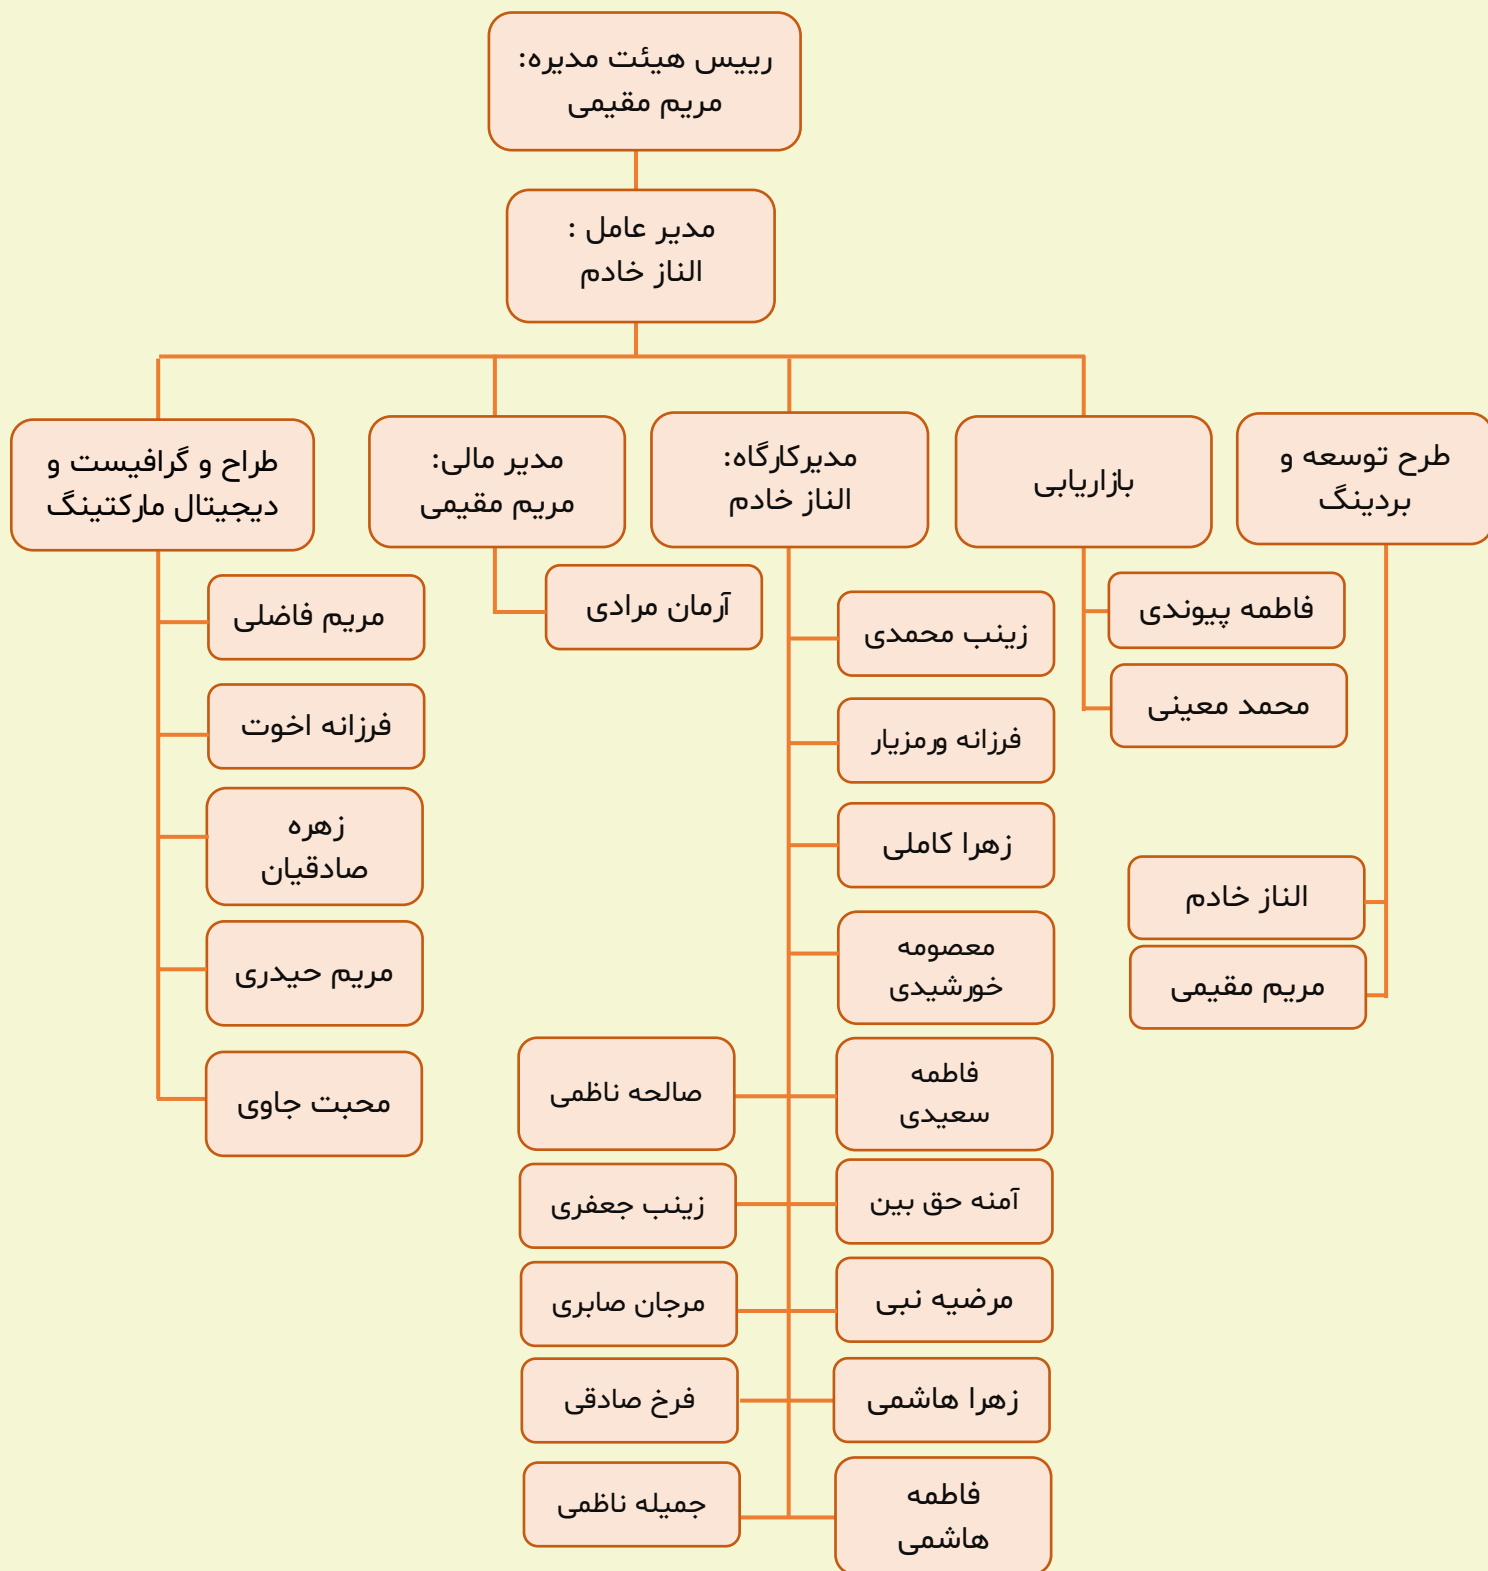 رییس هیئت مدیره:
مریم مقیمی
مدیر عامل :
الناز خادم
طرح توسعه و
بردینگ
بازاریابی
مدیرکارگاه:
الناز خادم
مدیر مالی:
مریم مقیمی
طراح و گرافیست و
دیجیتال مارکتینگ
الناز خادم
مریم مقیمی
فاطمه پیوندی
محمد معینی
زینب محمدی
فرزانه ورمزیار
زهرا کاملی
معصومه
خورشیدی
فاطمه
سعیدی
آمنه حق بین
مرضیه نبی
زهرا هاشمی
فاطمه
هاشمی
صالحه ناظمی
زینب جعفری
مرجان صابری
فرخ صادقی
جمیله ناظمی
آرمان مرادی
مریم فاضلی
فرزانه اخوت
زهره
صادقیان
مریم حیدری
محبت جاوی